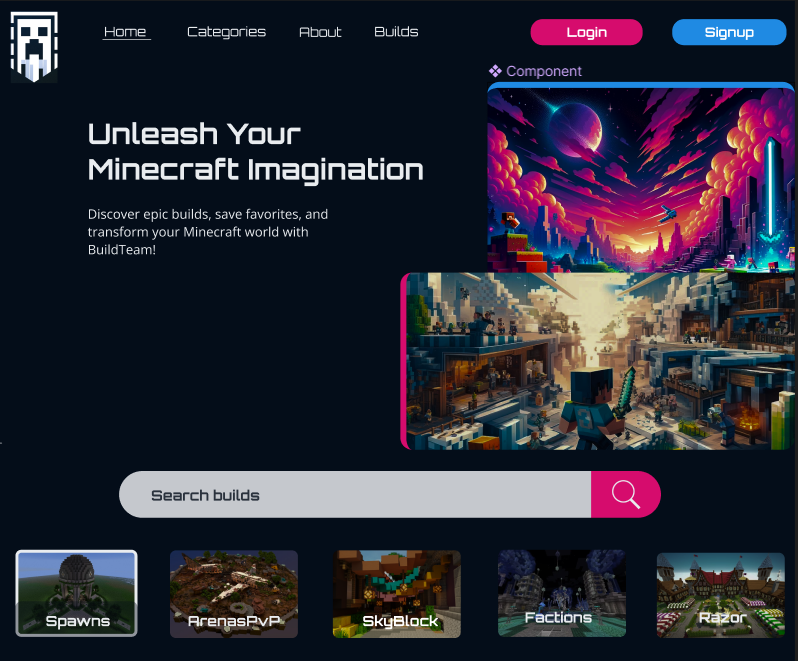 Home
Categories
About
Builds
Login
Signup
Component
Unleash Your
Minecraft Imagination
Discover epic builds, save favorites, and
transform your Minecraft world with
BuildTeam!
Search builds
Spawns
ArenasPvP
SkyBlock
Factions
Razor